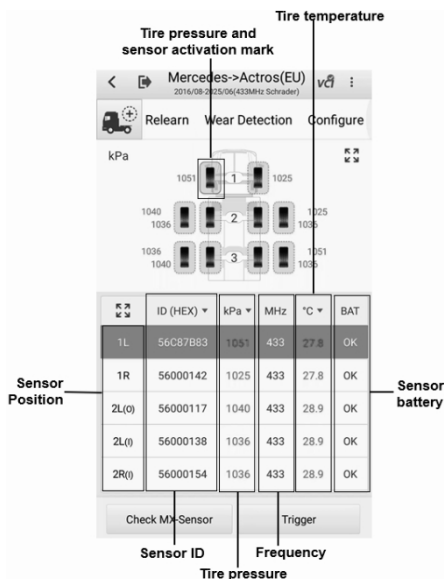 Tire temperature
Tire pressure and
sensor activation mark
Mercedes->Actros(EU)
2016/08-2025/06(433MHz Schrader)
vci
Relearn Wear Detection Configure
kPa
1051 1 1025
1040 1025
1036 2 1036
1036 1051
1040 3 1036
ID (HEX) kPa MHz °C BAT
1L 56C87B83 1051 433 27.8 OK
1R 56000142 1025 433 27.8 OK
2L(O) 56000117 1040 433 28.9 OK
2L(I) 56000138 1036 433 28.9 OK
2R(I) 56000154 1036 433 28.9 OK
Sensor
Position
Sensor
battery
Check MX-Sensor Trigger
Sensor ID Frequency
Tire pressure